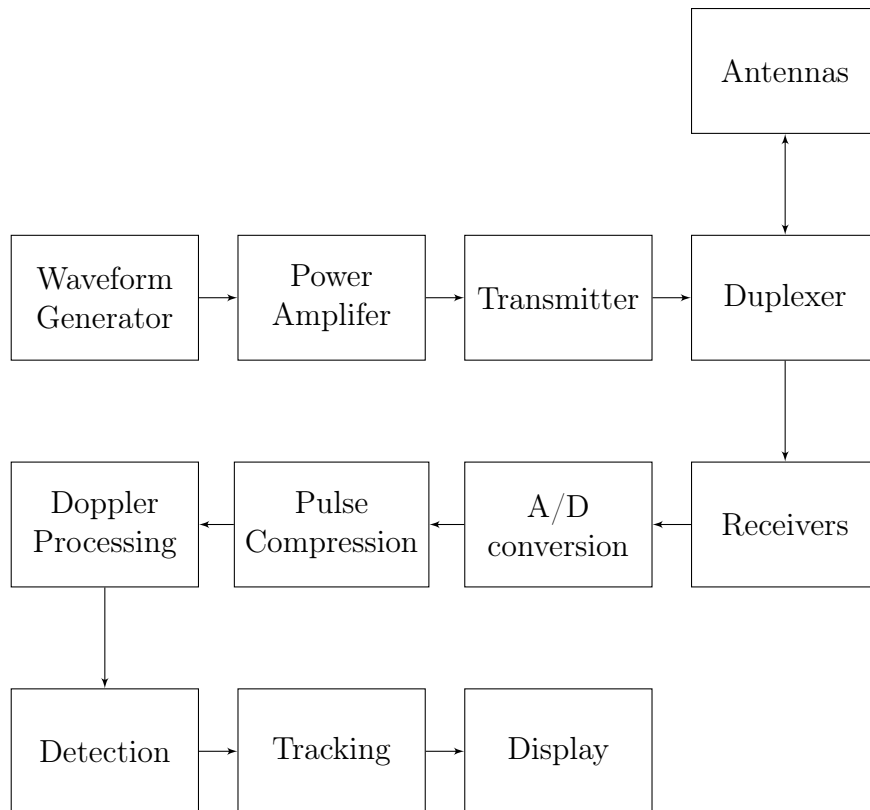 Antennas
Waveform
Generator
Power
Amplifer
Transmitter
Duplexer
Doppler
Processing
Pulse
Compression
A/D
conversion
Receivers
Detection
Tracking
Display